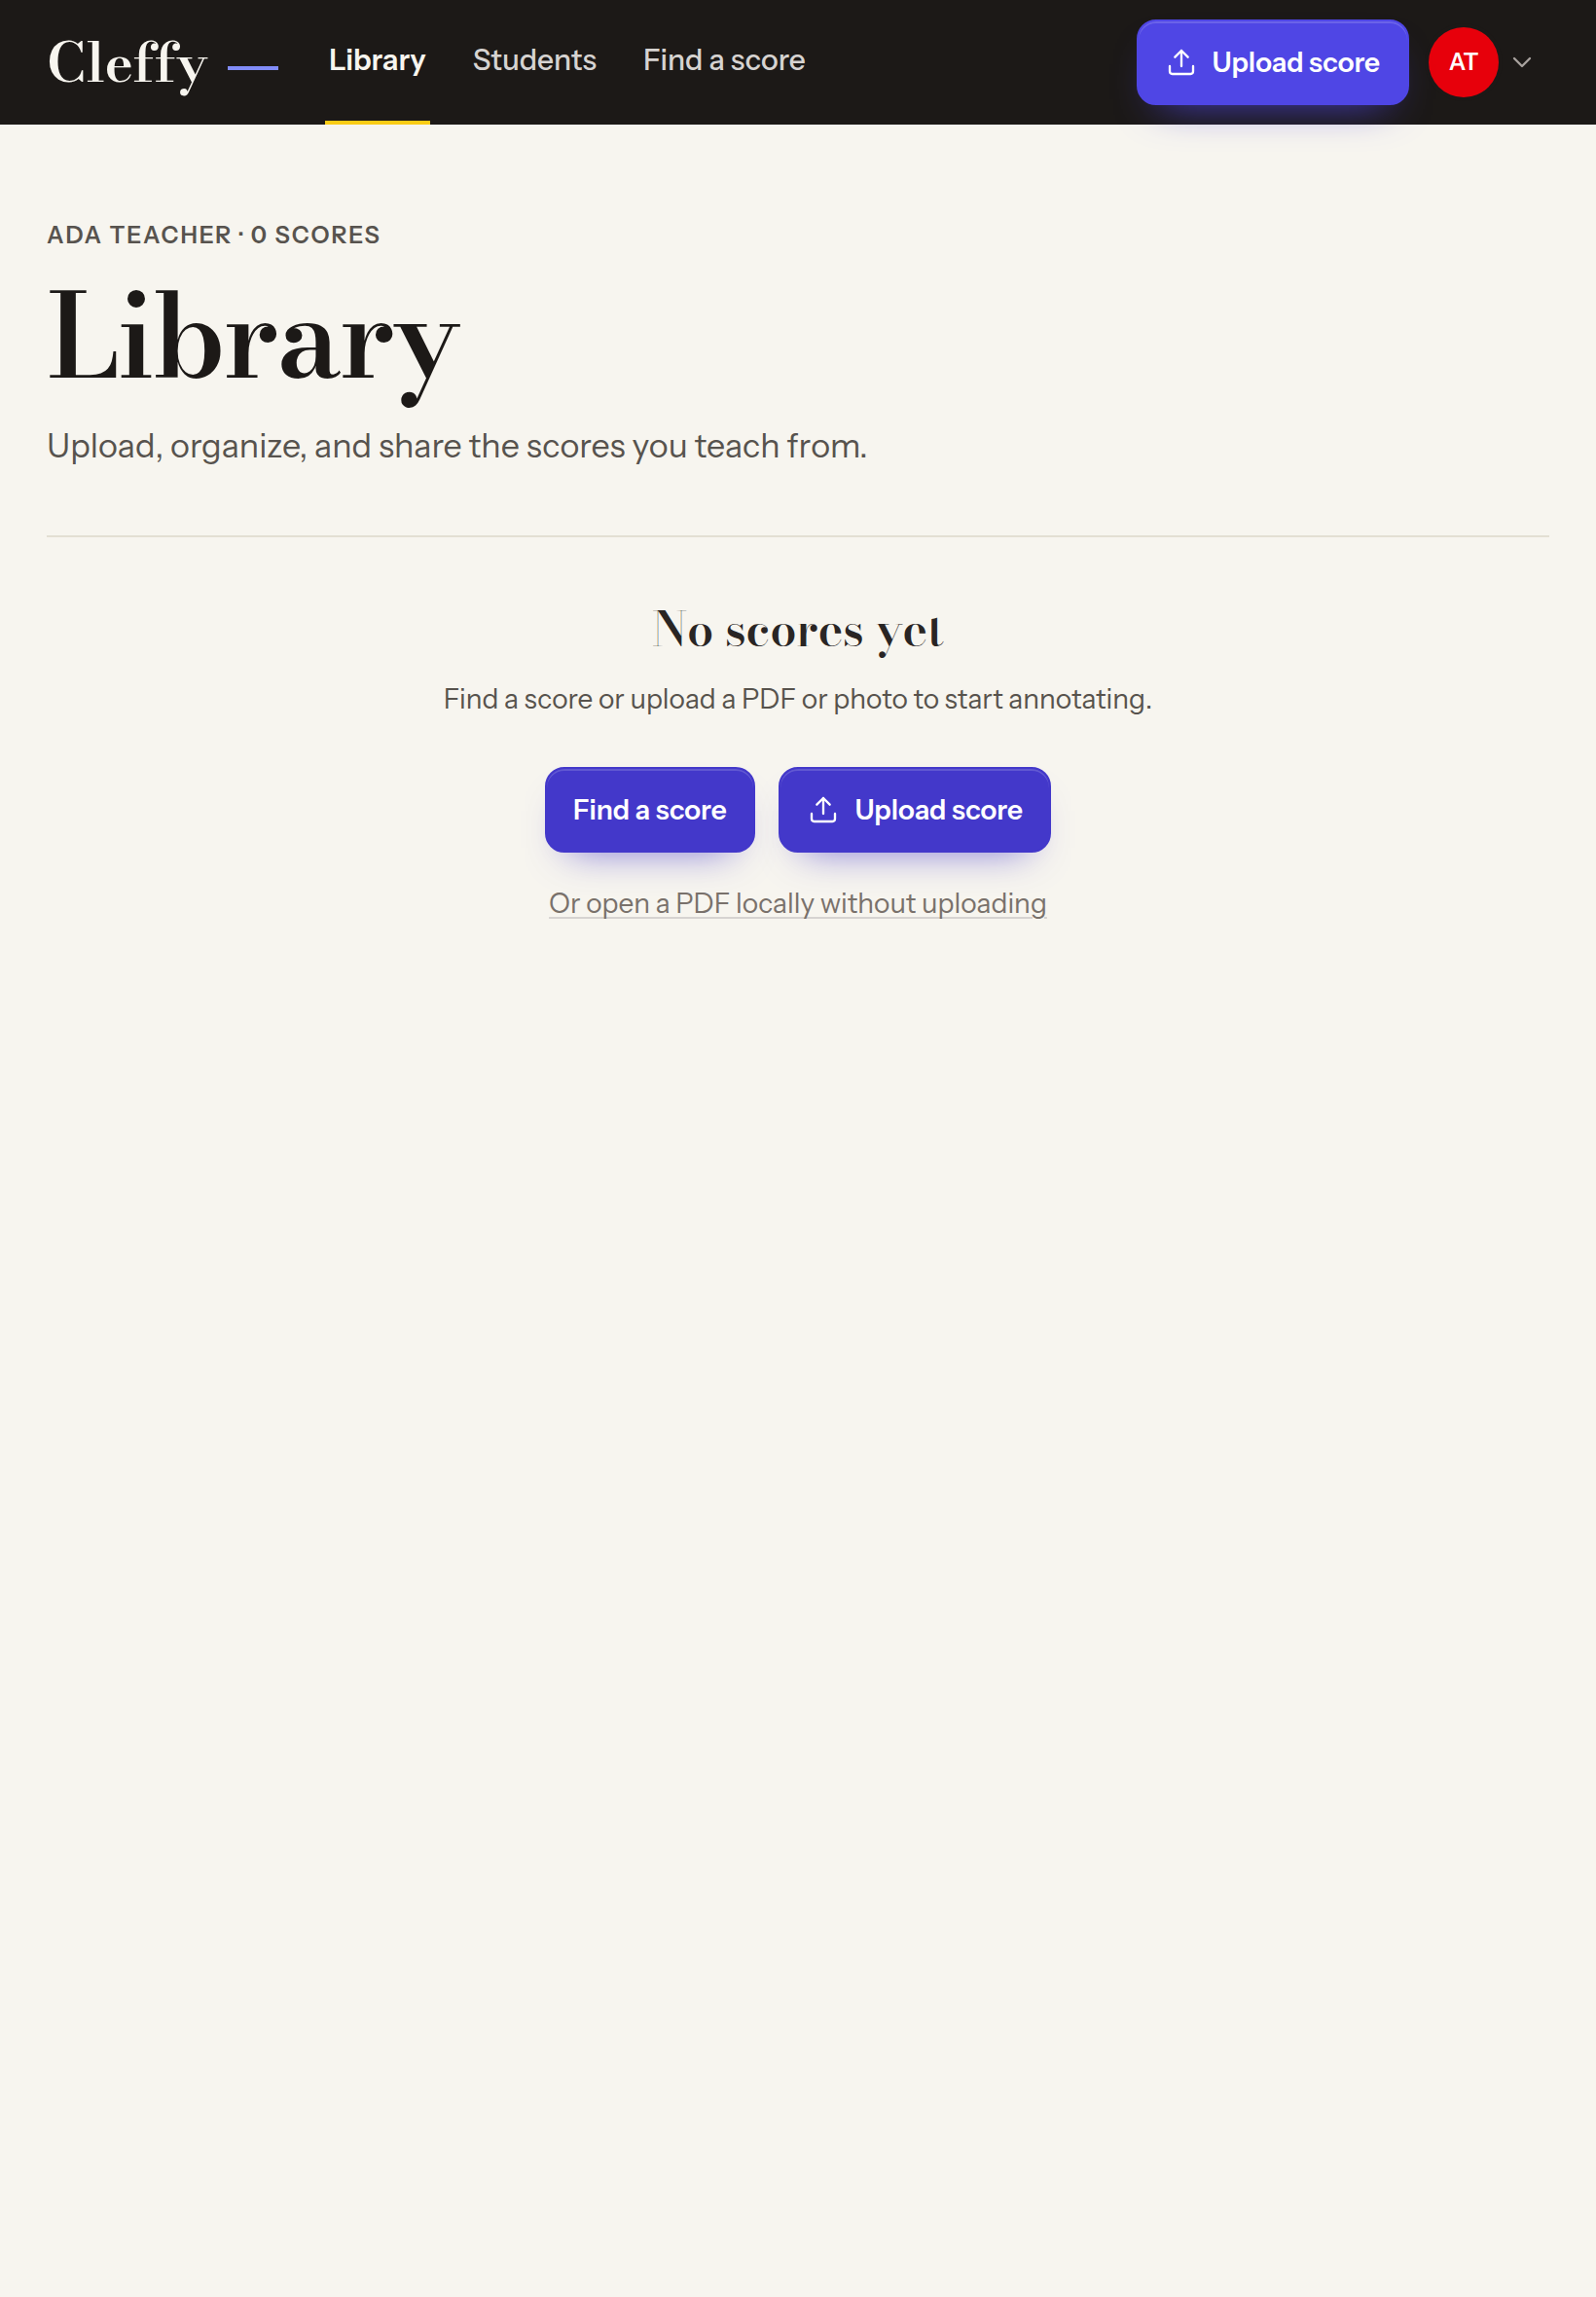 Cleffy
Library
Students
Find a score
Upload score
AT
ADA TEACHER · 0 SCORES
Library
Upload, organize, and share the scores you teach from.
No scores yet
Find a score or upload a PDF or photo to start annotating.
Find a score
Upload score
Or open a PDF locally without uploading